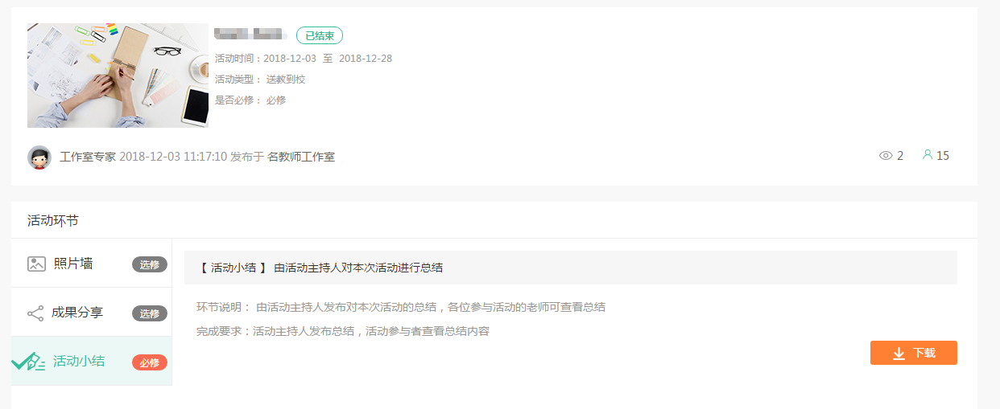 已结束
活动时间：2018-12-03 至 2018-12-28
活动类型： 送教到校
是否必修： 必修
工作室专家 2018-12-03 11:17:10 发布于 名教师工作室
2
15
活动环节
照片墙 选修
成果分享 选修
活动小结 必修
【 活动小结 】 由活动主持人对本次活动进行总结
环节说明： 由活动主持人发布对本次活动的总结，各位参与活动的老师可查看总结
完成要求：活动主持人发布总结，活动参与者查看总结内容
下载